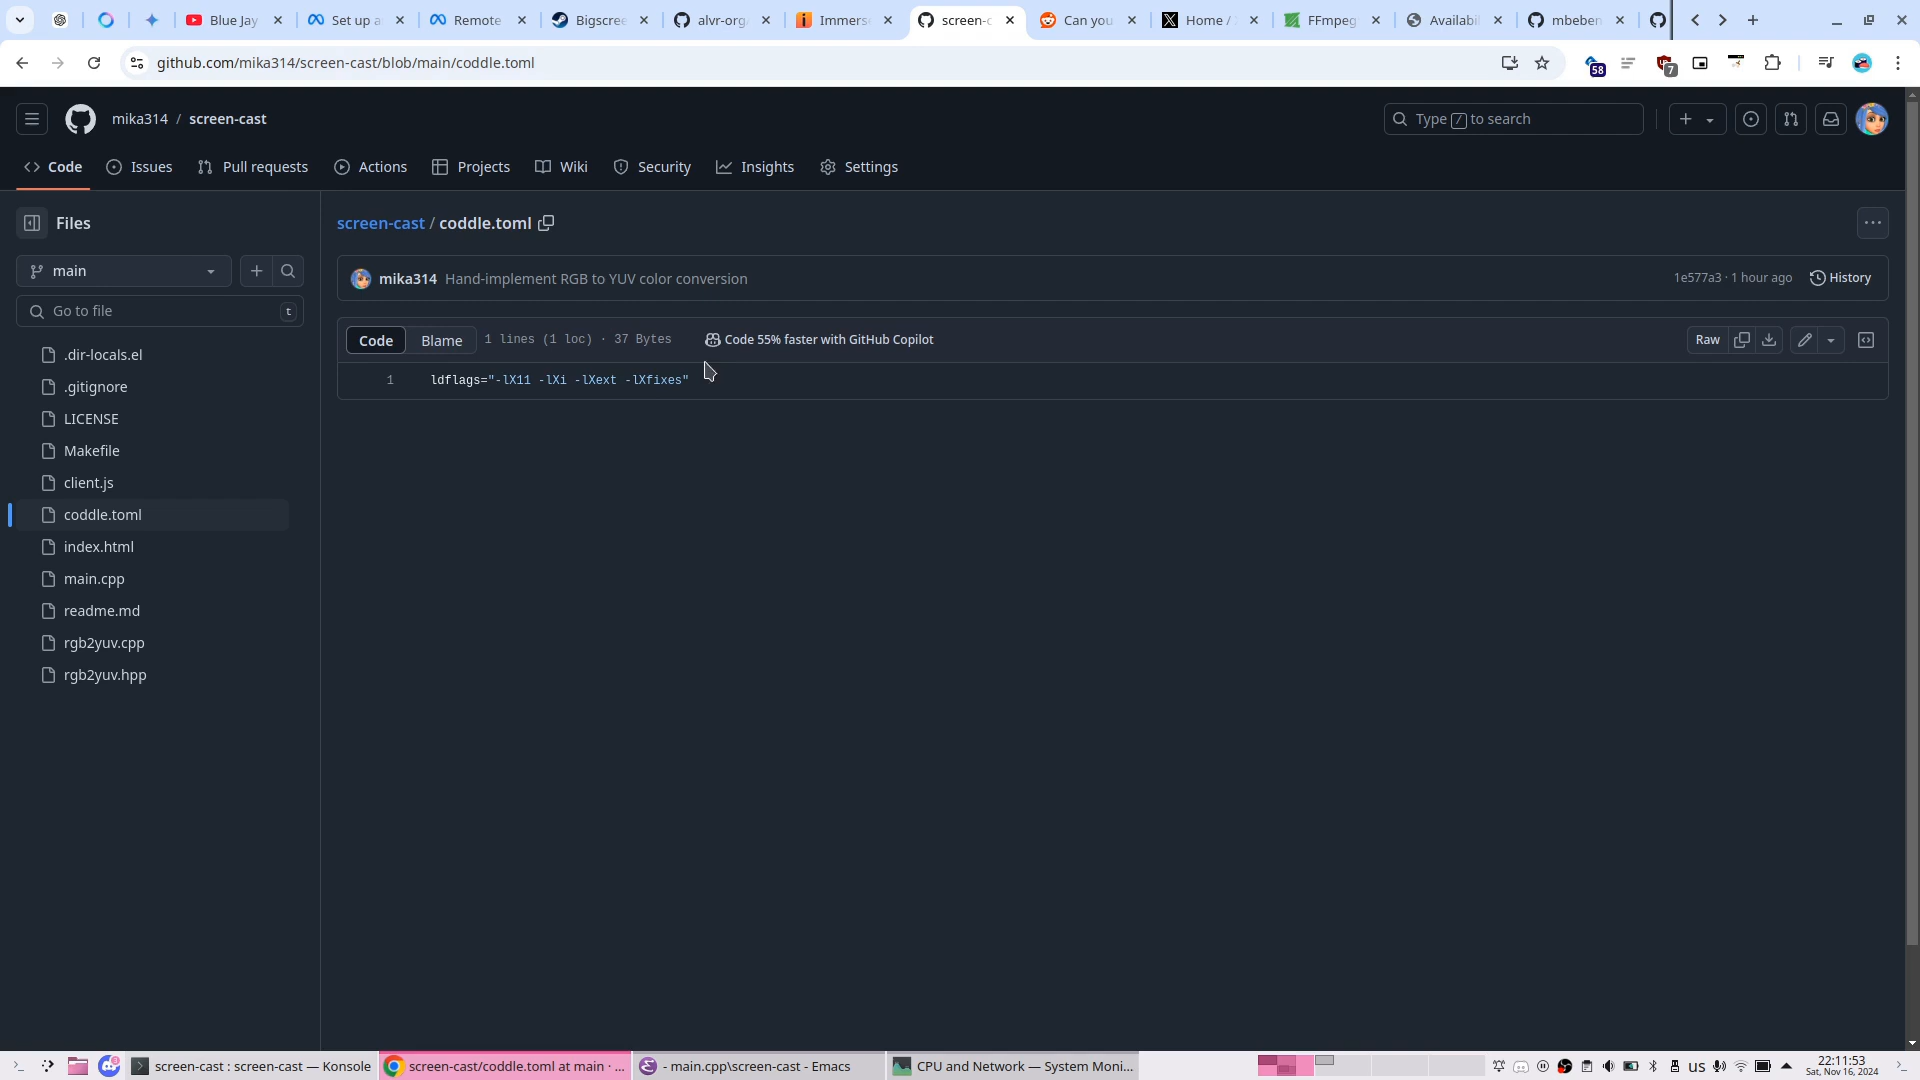 Blue Jay
Set up a
Remote
Bigscree
alvr-org
Immerse
screen-c
Can you
Home /
FFmpeg
Availabil
mbeben
github.com/mika314/screen-cast/blob/main/coddle.toml
58
7
mika314 / screen-cast
Type / to search
Code
Issues
Pull requests
Actions
Projects
Wiki
Security
Insights
Settings
Files
main
Go to file
t
.dir-locals.el
.gitignore
LICENSE
Makefile
client.js
coddle.toml
index.html
main.cpp
readme.md
rgb2yuv.cpp
rgb2yuv.hpp
screen-cast / coddle.toml
mika314 Hand-implement RGB to YUV color conversion
1e577a3 · 1 hour ago
History
Code
Blame
1 lines (1 loc) · 37 Bytes
Code 55% faster with GitHub Copilot
Raw
1 ldflags="-lX11 -lXi -lXext -lXfixes"
screen-cast : screen-cast — Konsole
screen-cast/coddle.toml at main · ...
- main.cpp\screen-cast - Emacs
CPU and Network — System Moni...
us
22:11:53
Sat, Nov 16, 2024